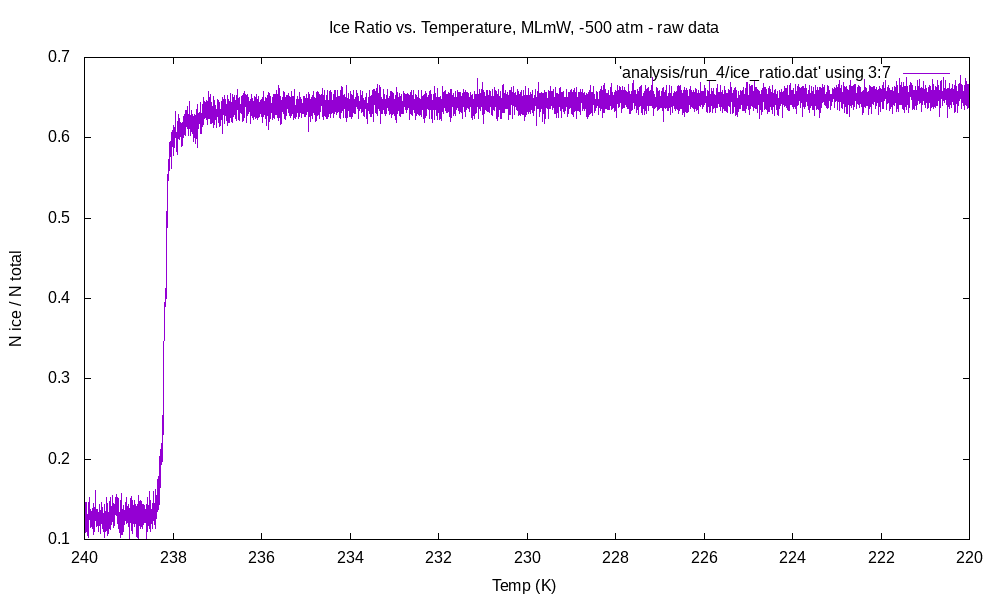 Ice Ratio vs. Temperature, MLmW, -500 atm - raw data
'analysis/run_4/ice_ratio.dat' using 3:7
0.7
0.6
0.5
0.4
0.3
0.2
0.1
N ice / N total
240 238 236 234 232 230 228 226 224 222 220
Temp (K)